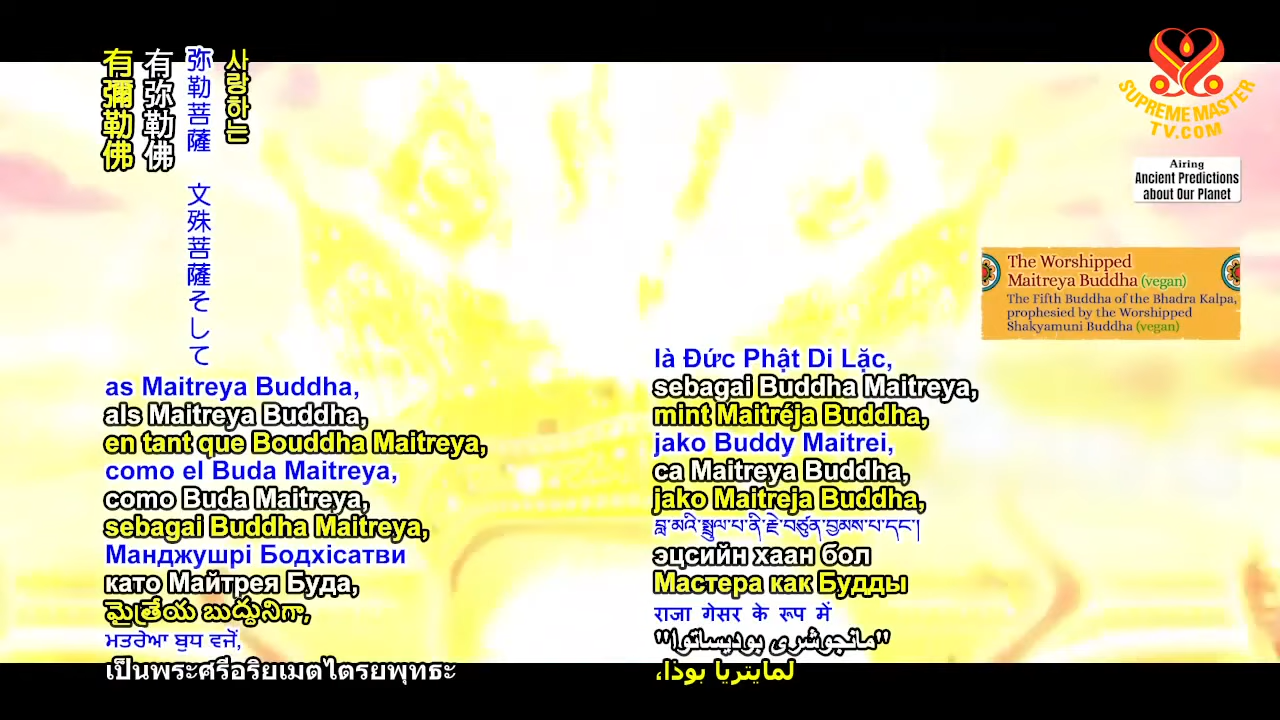 有彌勒佛
有弥勒佛
弥勒菩薩 文殊菩薩そして
사랑하는
SUPREME MASTER
TV.COM
Airing
Ancient Predictions
about Our Planet
The Worshipped
Maitreya Buddha (vegan)
The Fifth Buddha of the Bhadra Kalpa,
prophesied by the Worshipped
Shakyamuni Buddha (vegan)
as Maitreya Buddha,
als Maitreya Buddha,
en tant que Bouddha Maitreya,
como el Buda Maitreya,
como Buda Maitreya,
sebagai Buddha Maitreya,
Манджушрі Бодхісатви
като Майтрея Буда,
మైత్రేయ బుద్ధునిగా,
ਮਤਰੇਆ ਬੁਧ ਵਜੋਂ,
เป็นพระศรีอริยเมตไตรยพุทธะ
là Đức Phật Di Lặc,
sebagai Buddha Maitreya,
mint Maitréja Buddha,
jako Buddy Maitrei,
ca Maitreya Buddha,
jako Maitreja Buddha,
བླ་མའི་སྤྲུལ་པ་ནི་རྗེ་བཙུན་བྱམས་པ་དང་།
эцсийн хаан бол
Мастера как Будды
राजा गेसर के रूप में
"مانجوشری بودیساتوا"
لمايتريا بوذا،